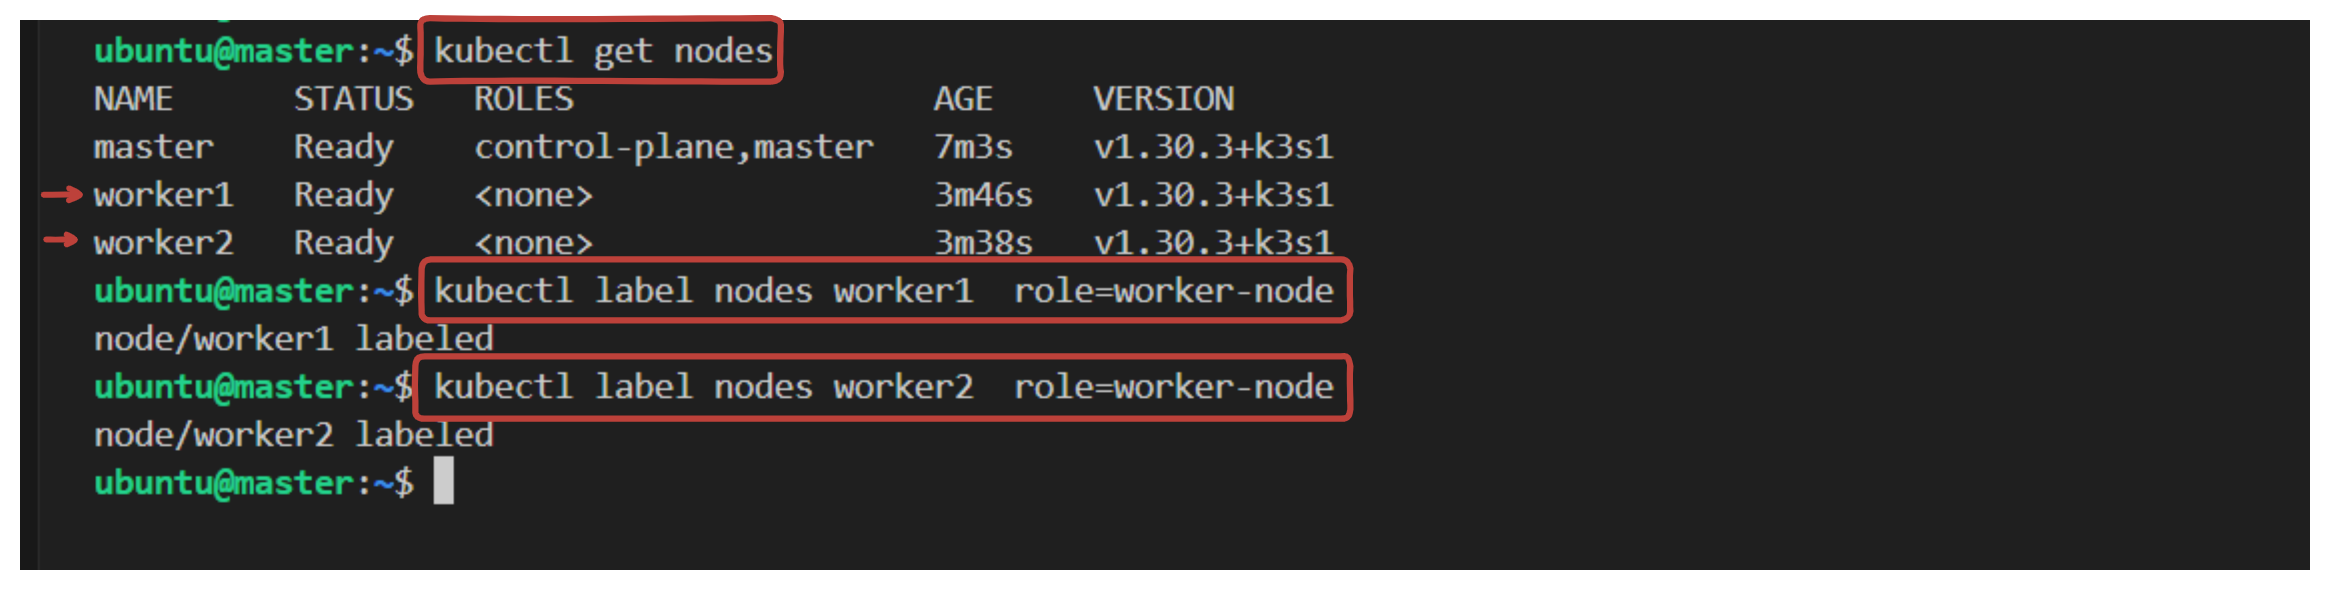 ubuntu@master:~$ kubectl get nodes
NAME STATUS ROLES AGE VERSION
master Ready control-plane,master 7m3s v1.30.3+k3s1
worker1 Ready <none> 3m46s v1.30.3+k3s1
worker2 Ready <none> 3m38s v1.30.3+k3s1
ubuntu@master:~$ kubectl label nodes worker1  role=worker-node
node/worker1 labeled
ubuntu@master:~$ kubectl label nodes worker2  role=worker-node
node/worker2 labeled
ubuntu@master:~$